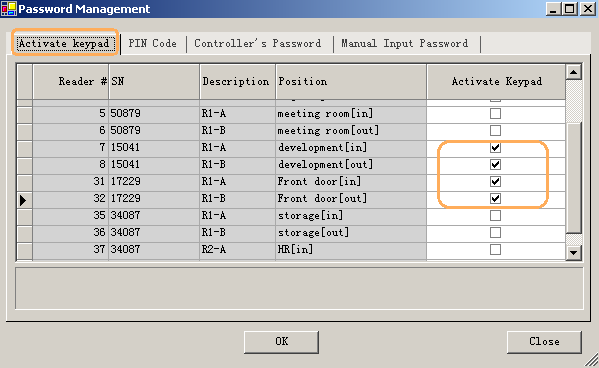 Password Management
Activate keypad PIN Code Controller's Password Manual Input Password
Reader # SN Description Position Activate Keypad
5 50879 R1-A meeting room[in]
6 50879 R1-B meeting room[out]
7 15041 R1-A development[in]
8 15041 R1-B development[out]
31 17229 R1-A Front door[in]
32 17229 R1-B Front door[out]
35 34087 R1-B storage[in]
36 34087 R1-B storage[out]
37 34087 R2-A HR[in]
OK Close